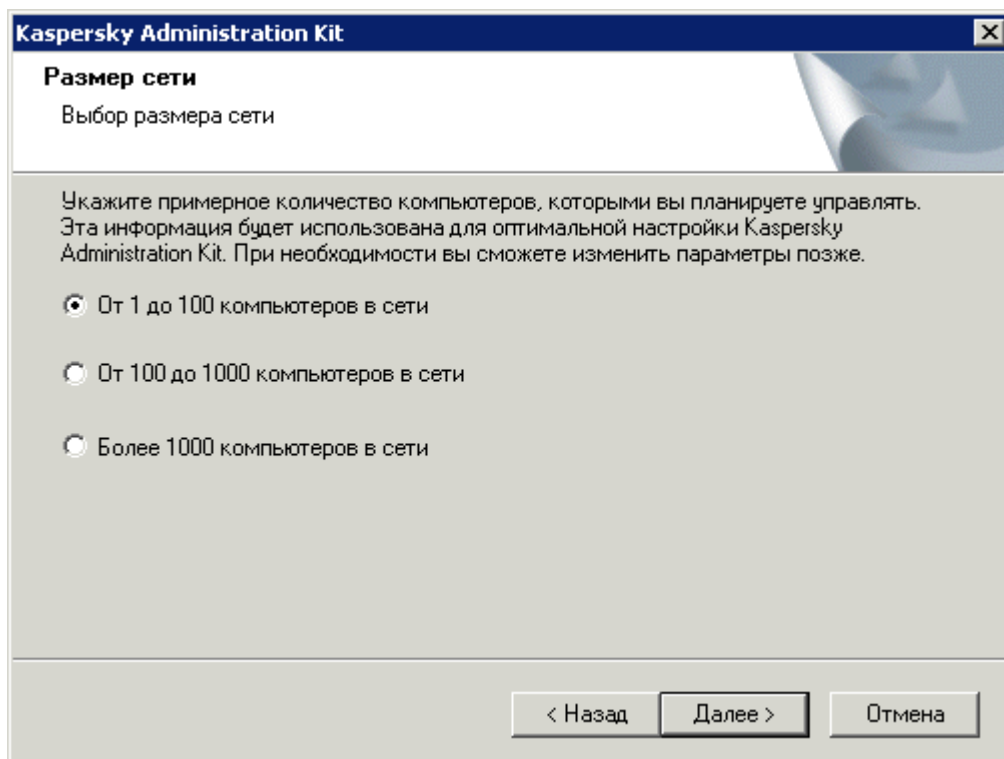 Kaspersky Administration Kit
Размер сети
Выбор размера сети
Укажите примерное количество компьютеров, которыми вы планируете управлять.
Эта информация будет использована для оптимальной настройки Kaspersky
Administration Kit. При необходимости вы сможете изменить параметры позже.
От 1 до 100 компьютеров в сети
От 100 до 1000 компьютеров в сети
Более 1000 компьютеров в сети
< Назад Далее > Отмена